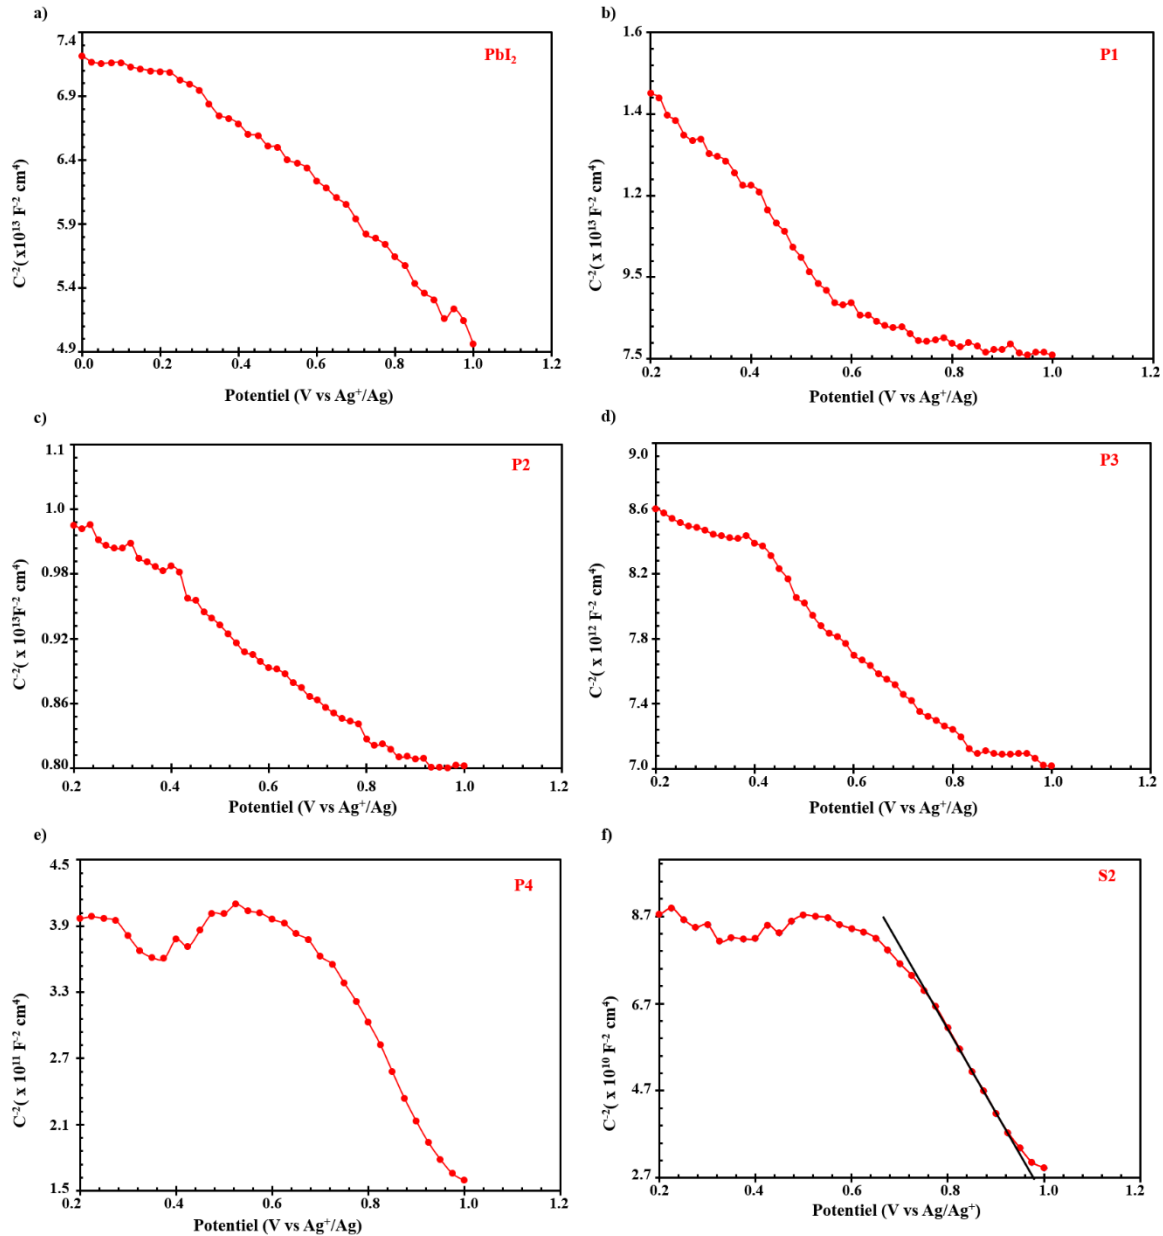 a)
PbI₂
7.4
6.9
6.4
5.9
5.4
4.9
C⁻²( x10¹³ F⁻² cm⁴)
0.0 0.2 0.4 0.6 0.8 1.0 1.2
Potentiel (V vs Ag⁺/Ag)
b)
P1
1.6
1.4
1.2
9.5
7.5
C⁻²( x 10¹³ F⁻² cm⁴)
0.2 0.4 0.6 0.8 1.0 1.2
Potentiel (V vs Ag⁺/Ag)
c)
P2
1.1
1.0
0.98
0.92
0.86
0.80
C⁻²( x 10¹³F⁻² cm⁴)
0.2 0.4 0.6 0.8 1.0 1.2
Potentiel (V vs Ag⁺/Ag)
d)
P3
9.0
8.6
8.2
7.8
7.4
7.0
C⁻²( x 10¹² F⁻² cm⁴)
0.2 0.4 0.6 0.8 1.0 1.2
Potentiel (V vs Ag⁺/Ag)
e)
P4
4.5
3.9
3.3
2.7
2.1
1.5
C⁻²( x 10¹¹ F⁻² cm⁴)
0.2 0.4 0.6 0.8 1.0 1.2
Potentiel (V vs Ag⁺/Ag)
f)
S2
8.7
6.7
4.7
2.7
C⁻²( x 10¹⁰ F⁻² cm⁴)
0.2 0.4 0.6 0.8 1.0 1.2
Potentiel (V vs Ag/Ag⁺)